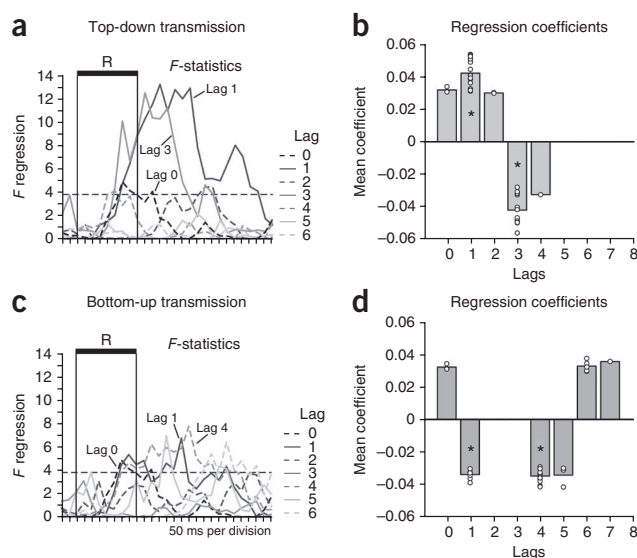 a
Top-down transmission
R
F-statistics
Lag 1
Lag 3
Lag 0
F regression
14
12
10
8
6
4
2
0
Lag
0
1
2
3
4
5
6
b
Regression coefficients
Mean coefficient
0.06
0.04
0.02
0
–0.02
–0.04
–0.06
*
*
0 1 2 3 4 5 6 7 8
Lags
c
Bottom-up transmission
R
F-statistics
Lag 0
Lag 1
Lag 4
F regression
14
12
10
8
6
4
2
0
50 ms per division
Lag
0
1
2
3
4
5
6
d
Regression coefficients
Mean coefficient
0.06
0.04
0.02
0
–0.02
–0.04
–0.06
*
*
0 1 2 3 4 5 6 7 8
Lags